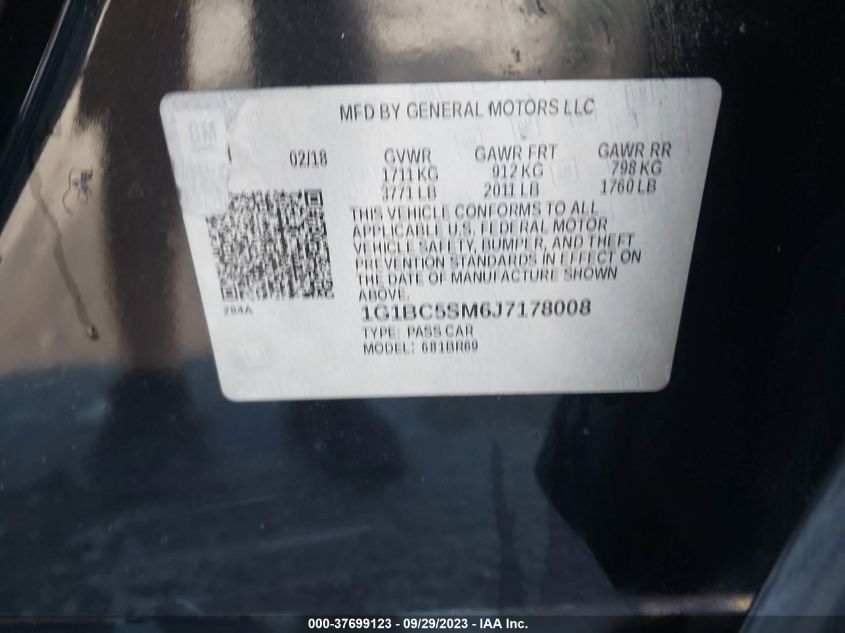 MFD BY GENERAL MOTORS LLC
GM
02/18 GVWR GAWR FRT GAWR RR
1711 KG 912 KG 798 KG
3771 LB 2011 LB 1760 LB
THIS VEHICLE CONFORMS TO ALL
APPLICABLE U.S. FEDERAL MOTOR
VEHICLE SAFETY, BUMPER, AND THEFT
PREVENTION STANDARDS IN EFFECT ON
THE DATE OF MANUFACTURE SHOWN
ABOVE.
284A
1G1BC5SM6J7178008
TYPE: PASS CAR
MODEL: 6B1BR69
000-37699123 - 09/29/2023 - IAA Inc.